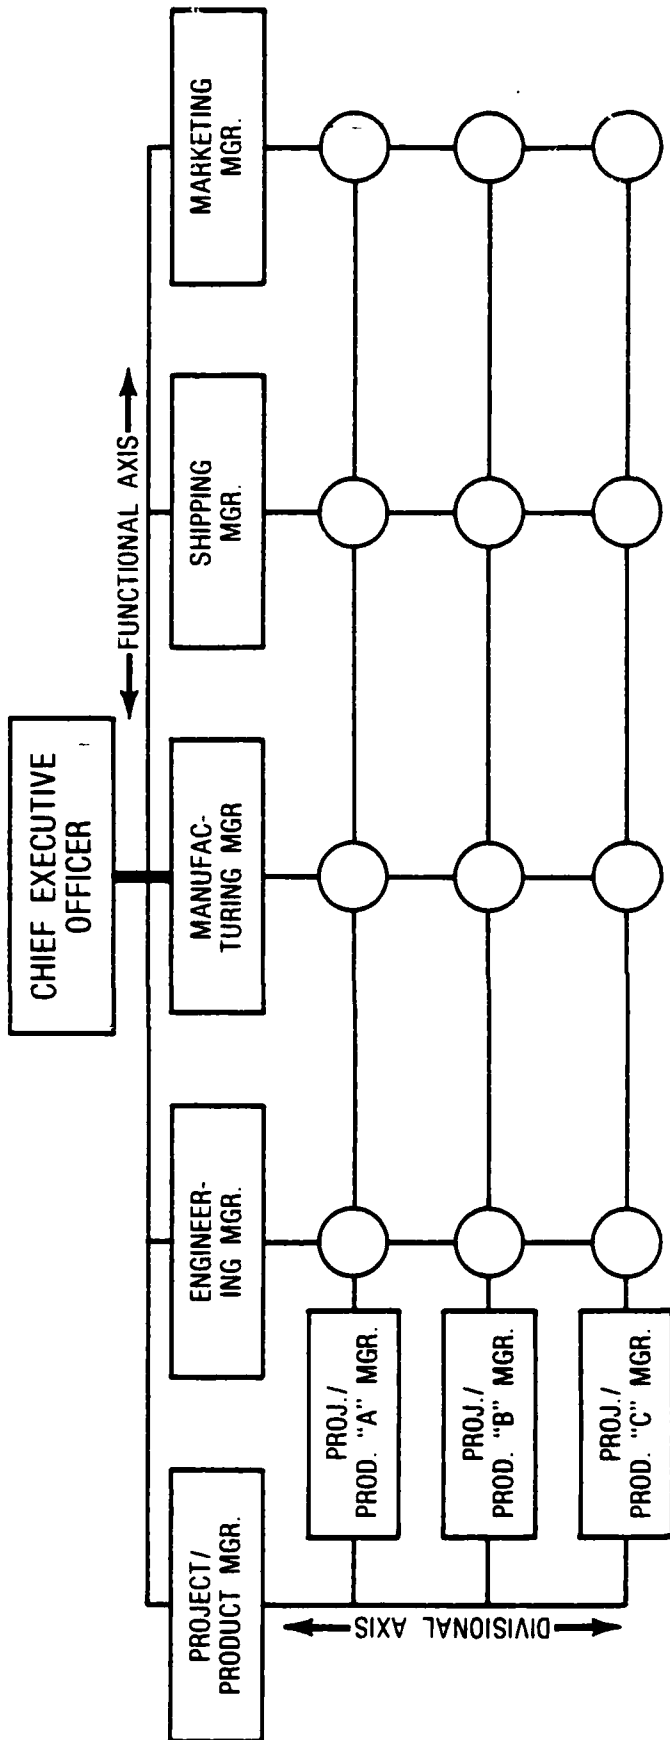 CHIEF EXECUTIVE
OFFICER
FUNCTIONAL AXIS
PROJECT/
PRODUCT MGR.
ENGINEER-
ING MGR.
MANUFAC-
TURING MGR
SHIPPING
MGR.
MARKETING
MGR.
DIVISIONAL AXIS
PROJ./
PROD. "A" MGR.
PROJ./
PROD. "B" MGR.
PROJ./
PROD. "C" MGR.